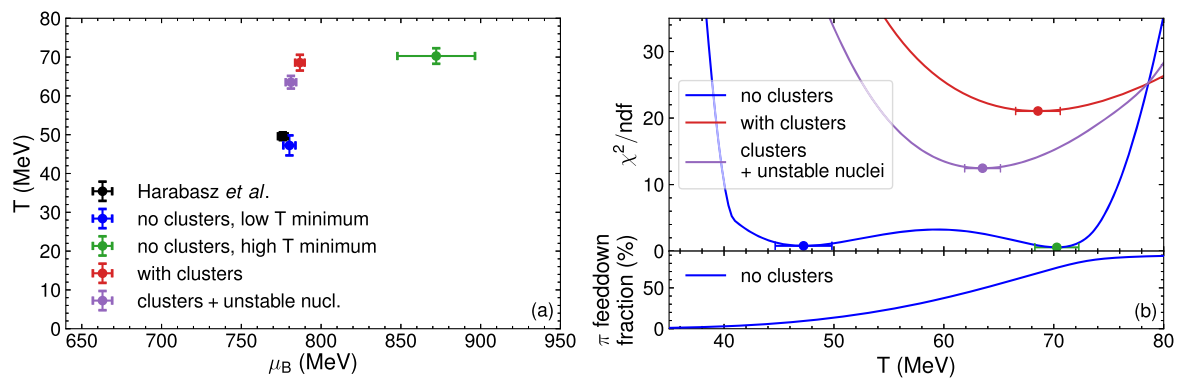 80
70
60
50
40
30
20
10
0
T (MeV)
Harabasz et al.
no clusters, low T minimum
no clusters, high T minimum
with clusters
clusters + unstable nucl.
(a)
650 700 750 800 850 900 950
μB (MeV)
30
20
10
0
χ²/ndf
no clusters
with clusters
clusters
+ unstable nuclei
50
0
π feeddown
fraction (%)
no clusters
(b)
40 50 60 70 80
T (MeV)